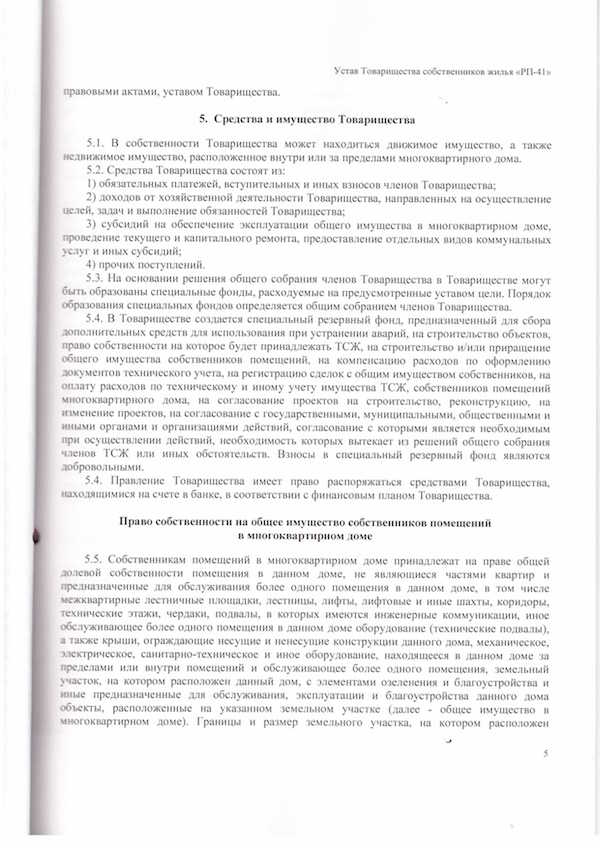 Устав Товарищества собственников жилья «РП-41»
правовыми актами, уставом Товарищества.
5. Средства и имущество Товарищества
5.1. В собственности Товарищества может находиться движимое имущество, а также
недвижимое имущество, расположенное внутри или за пределами многоквартирного дома.
5.2. Средства Товарищества состоят из:
1) обязательных платежей, вступительных и иных взносов членов Товарищества;
2) доходов от хозяйственной деятельности Товарищества, направленных на осуществление
целей, задач и выполнение обязанностей Товарищества;
3) субсидий на обеспечение эксплуатации общего имущества в многоквартирном доме,
проведение текущего и капитального ремонта, предоставление отдельных видов коммунальных
услуг и иных субсидий;
4) прочих поступлений.
5.3. На основании решения общего собрания членов Товарищества в Товариществе могут
быть образованы специальные фонды, расходуемые на предусмотренные уставом цели. Порядок
образования специальных фондов определяется общим собранием членов Товарищества.
5.4. В Товариществе создается специальный резервный фонд, предназначенный для сбора
дополнительных средств для использования при устранении аварий, на строительство объектов,
право собственности на которое будет принадлежать ТСЖ, на строительство и/или приращение
общего имущества собственников помещений, на компенсацию расходов по оформлению
документов технического учета, на регистрацию сделок с общим имуществом собственников, на
оплату расходов по техническому и иному учету имущества ТСЖ, собственников помещений
многоквартирного дома, на согласование проектов на строительство, реконструкцию, на
изменение проектов, на согласование с государственными, муниципальными, общественными и
иными органами и организациями действий, согласование с которыми является необходимым
при осуществлении действий, необходимость которых вытекает из решений общего собрания
членов ТСЖ или иных обстоятельств. Взносы в специальный резервный фонд являются
добровольными.
5.4. Правление Товарищества имеет право распоряжаться средствами Товарищества,
находящимися на счете в банке, в соответствии с финансовым планом Товарищества.
Право собственности на общее имущество собственников помещений
в многоквартирном доме
5.5. Собственникам помещений в многоквартирном доме принадлежат на праве общей
долевой собственности помещения в данном доме, не являющиеся частями квартир и
предназначенные для обслуживания более одного помещения в данном доме, в том числе
межквартирные лестничные площадки, лестницы, лифты, лифтовые и иные шахты, коридоры,
технические этажи, чердаки, подвалы, в которых имеются инженерные коммуникации, иное
обслуживающее более одного помещения в данном доме оборудование (технические подвалы),
а также крыши, ограждающие несущие и ненесущие конструкции данного дома, механическое,
электрическое, санитарно-техническое и иное оборудование, находящееся в данном доме за
пределами или внутри помещений и обслуживающее более одного помещения, земельный
участок, на котором расположен данный дом, с элементами озеленения и благоустройства и
иные предназначенные для обслуживания, эксплуатации и благоустройства данного дома
объекты, расположенные на указанном земельном участке (далее - общее имущество в
многоквартирном доме). Границы и размер земельного участка, на котором расположен
5